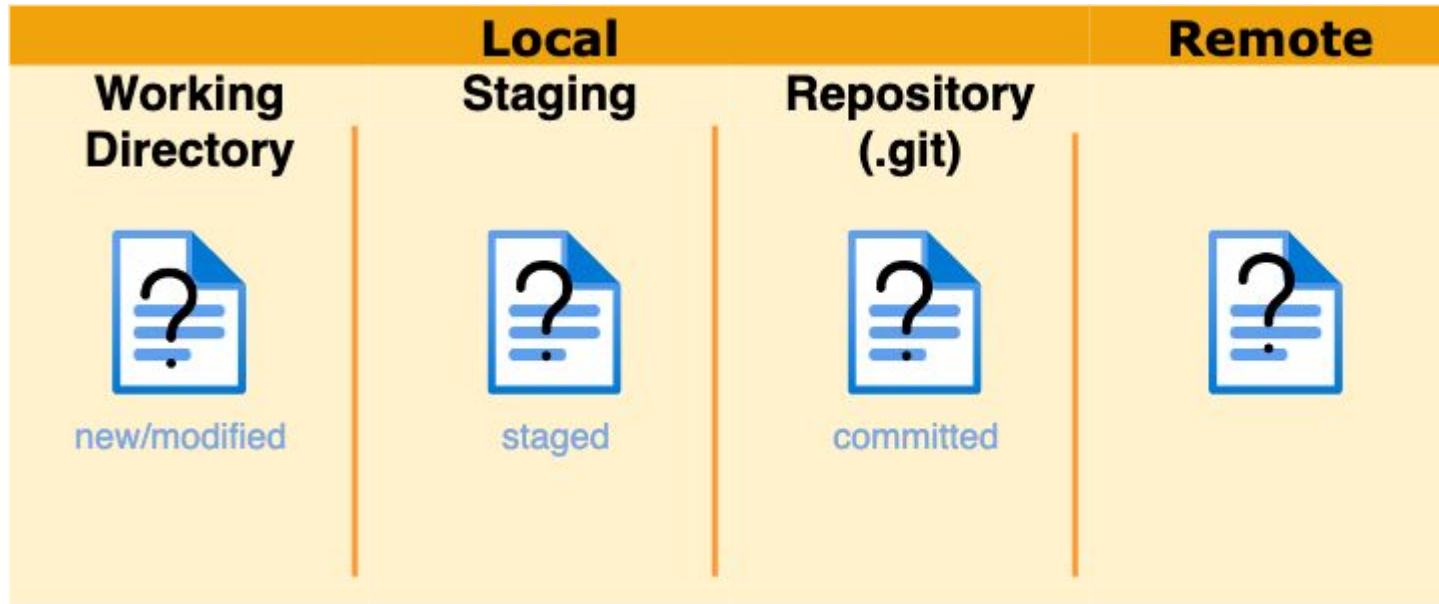 Local
Remote
Working
Directory
Staging
Repository
(.git)
?
?
?
?
new/modified
staged
committed